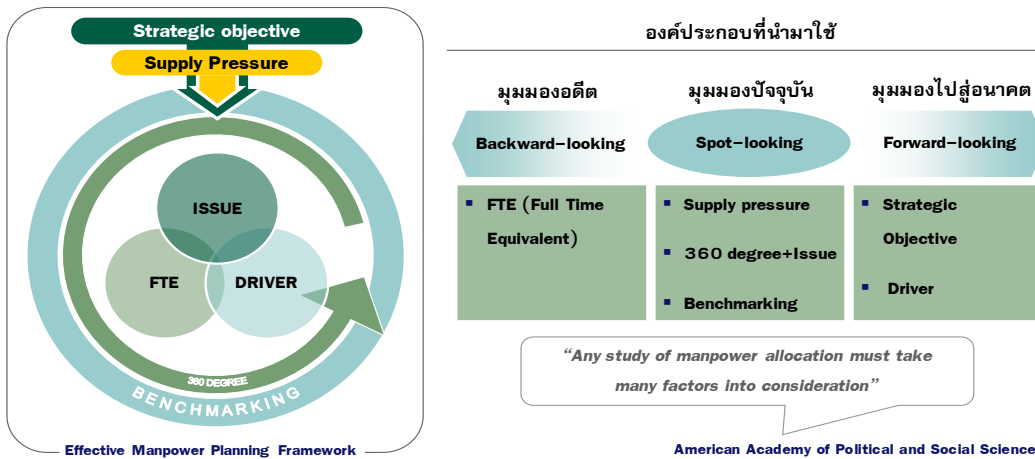 Strategic objective
Supply Pressure
ISSUE
FTE
DRIVER
360 DEGREE
BENCHMARKING
Effective Manpower Planning Framework
องค์ประกอบที่นำมาใช้
มุมมองอดีต
มุมมองปัจจุบัน
มุมมองไปสู่อนาคต
Backward-looking
Spot-looking
Forward-looking
▪ FTE (Full Time
Equivalent)
▪ Supply pressure
▪ 360 degree+Issue
▪ Benchmarking
▪ Strategic
Objective
▪ Driver
“Any study of manpower allocation must take
many factors into consideration”
American Academy of Political and Social Science